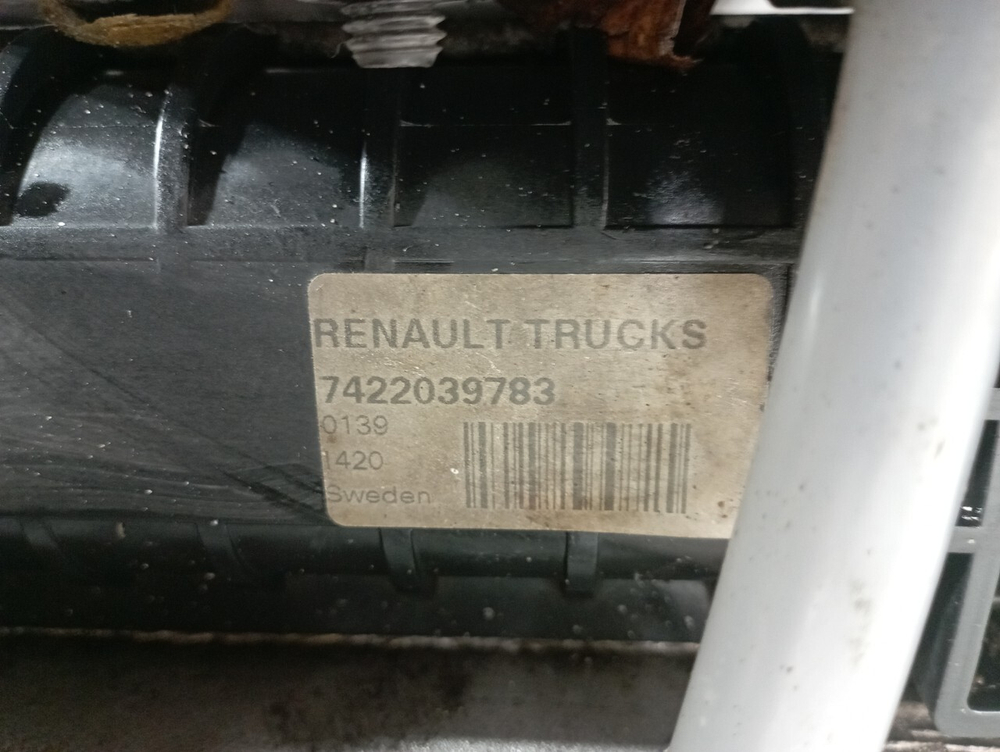 RENAULT TRUCKS
7422039783
0139
1420
Sweden